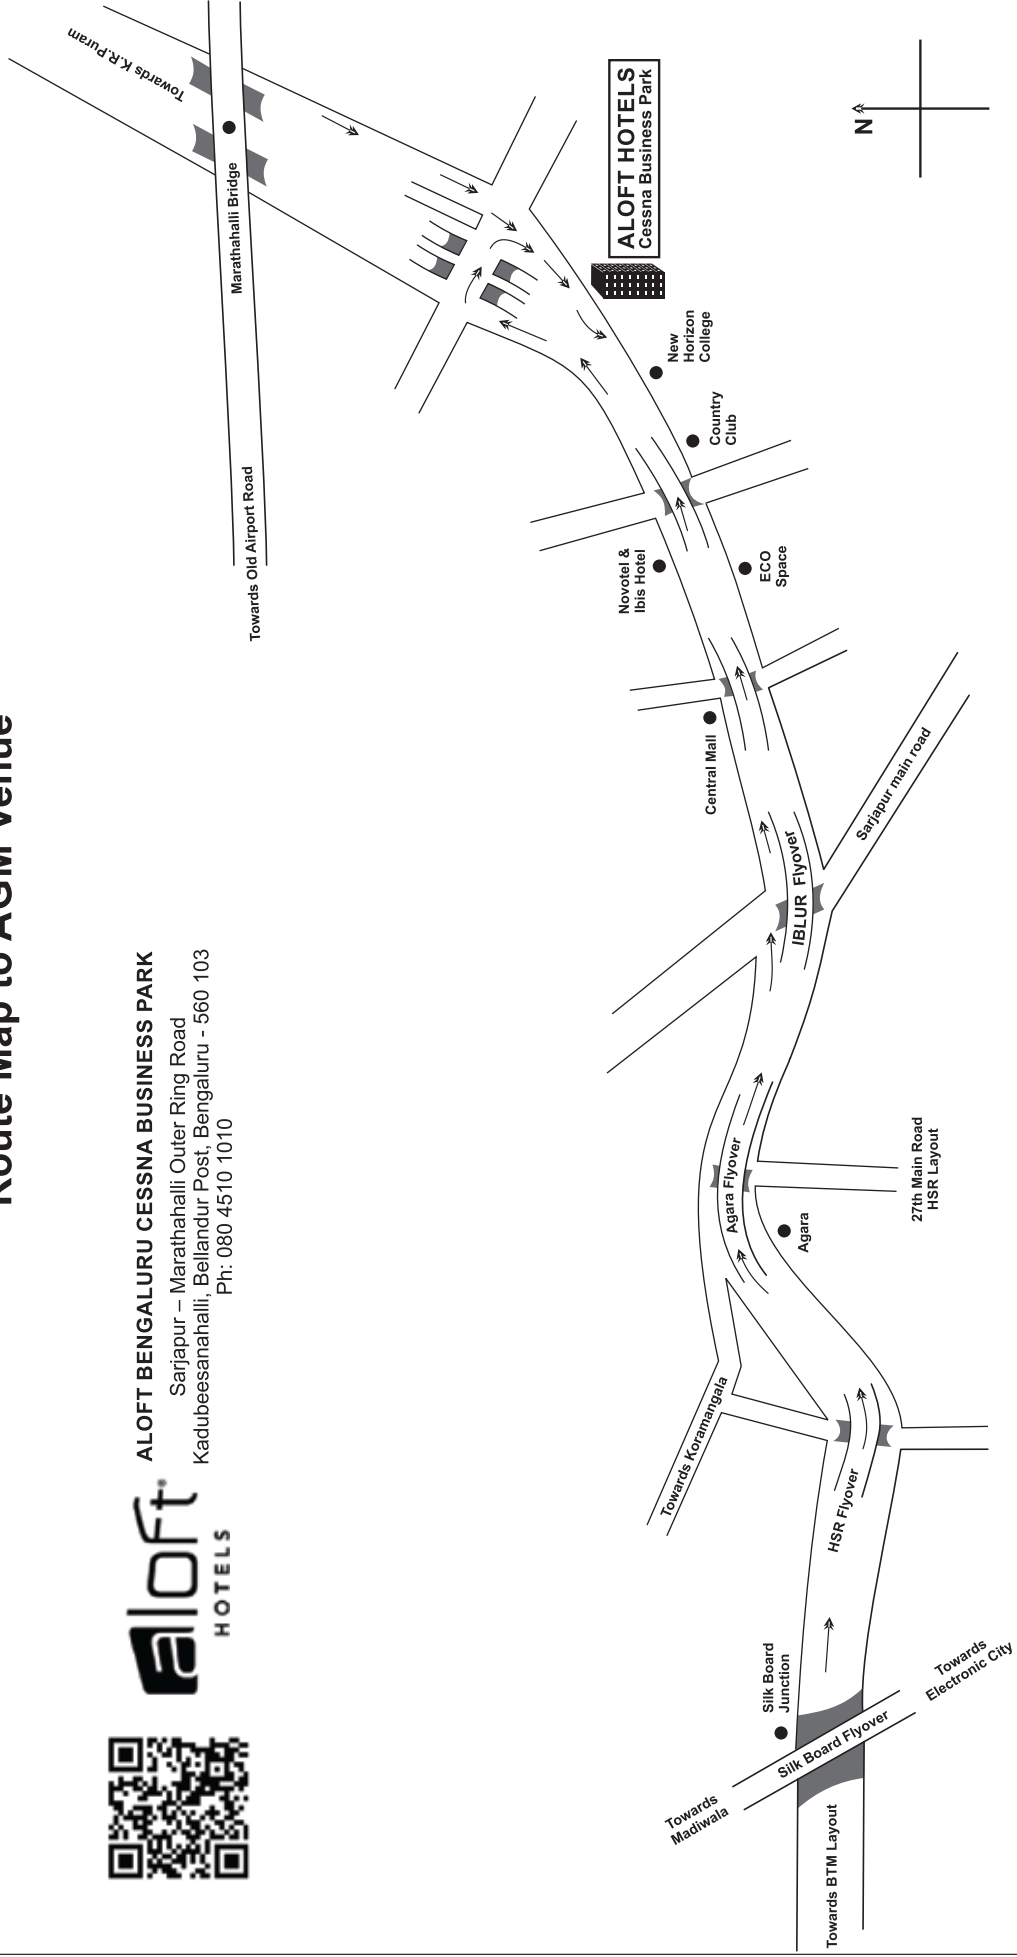 Route Map to AGM Venue
aloft
HOTELS
ALOFT BENGALURU CESSNA BUSINESS PARK
Sarjapur – Marathahalli Outer Ring Road
Kadubeesanahalli, Bellandur Post, Bengaluru - 560 103
Ph: 080 4510 1010
Towards K.R.Puram
Marathahalli Bridge
Towards Old Airport Road
ALOFT HOTELS
Cessna Business Park
N
New
Horizon
College
Country
Club
Novotel &
Ibis Hotel
ECO
Space
Central Mall
IBLUR Flyover
Sarjapur main road
Agara Flyover
Agara
27th Main Road
HSR Layout
Towards Koramangala
HSR Flyover
Silk Board
Junction
Silk Board Flyover
Towards
Electronic City
Towards
Madiwala
Towards BTM Layout